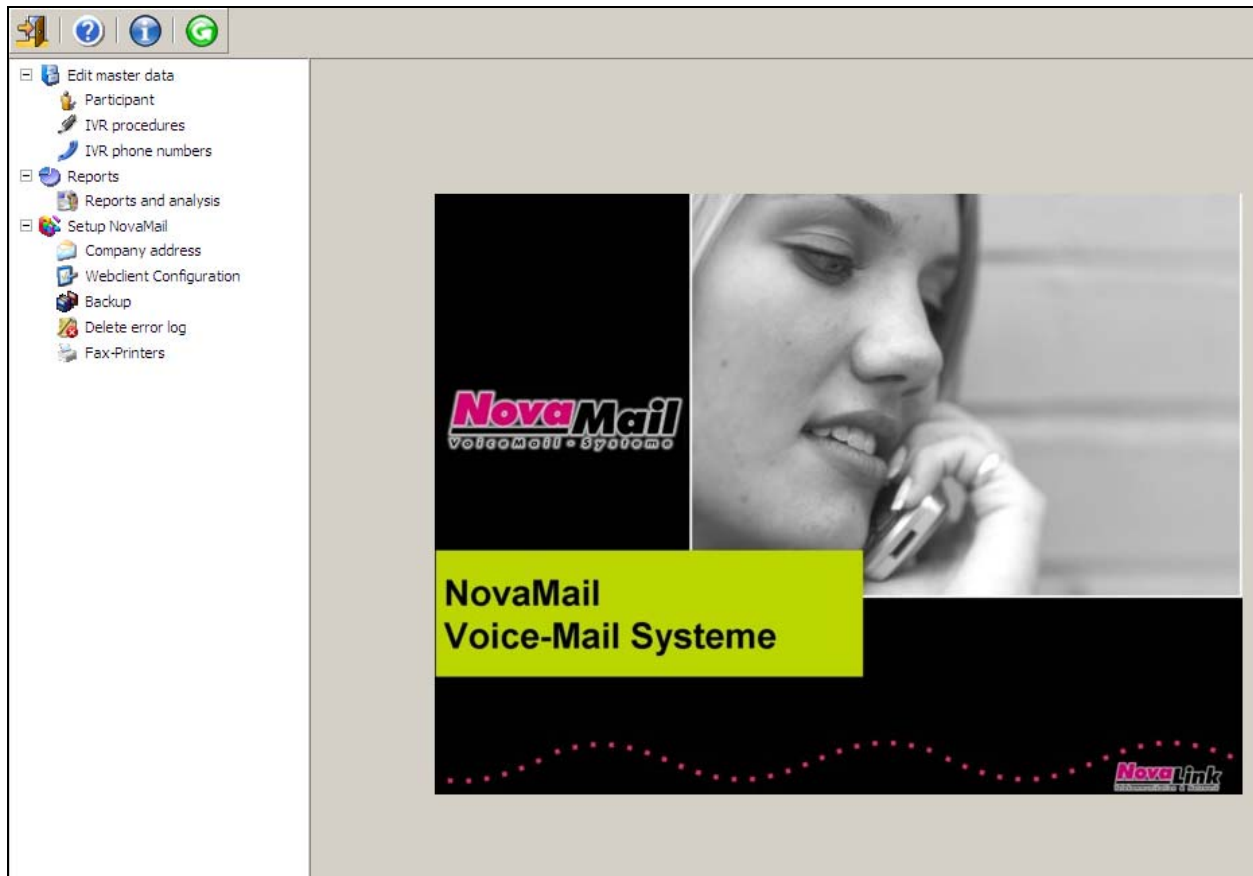 Edit master data
Participant
IVR procedures
IVR phone numbers
Reports
Reports and analysis
Setup NovaMail
Company address
Webclient Configuration
Backup
Delete error log
Fax-Printers
NovaMail
VoiceMail-Systeme
NovaMail
Voice-Mail Systeme
NovaLink